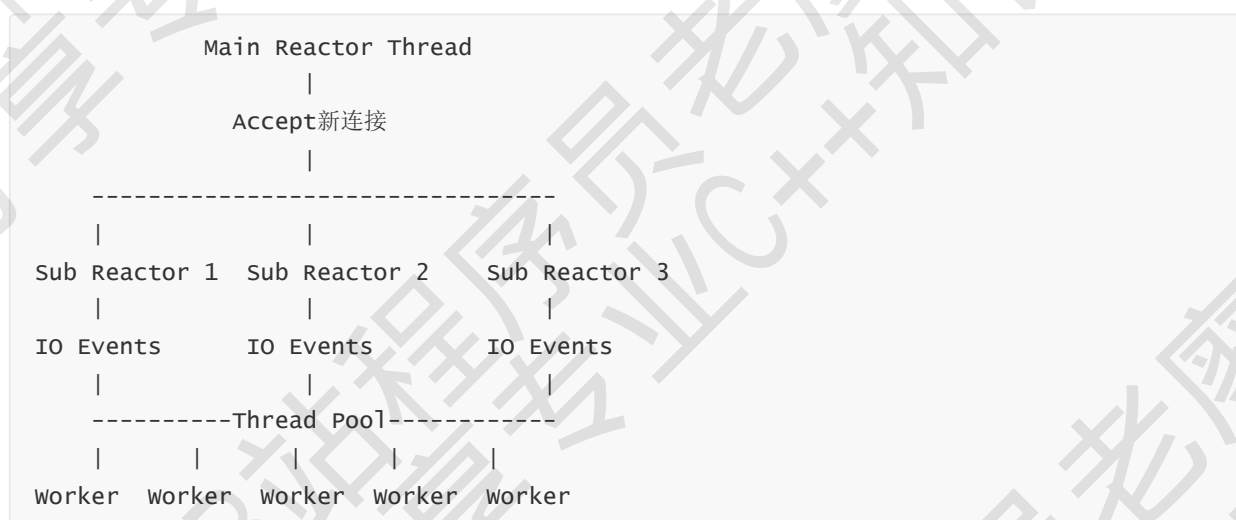 Main Reactor Thread
|
Accept新连接
|
---------------------------------
| | |
Sub Reactor 1 Sub Reactor 2 Sub Reactor 3
| | |
IO Events IO Events IO Events
| | |
----------Thread Pool------------
| | | | |
Worker Worker Worker Worker Worker